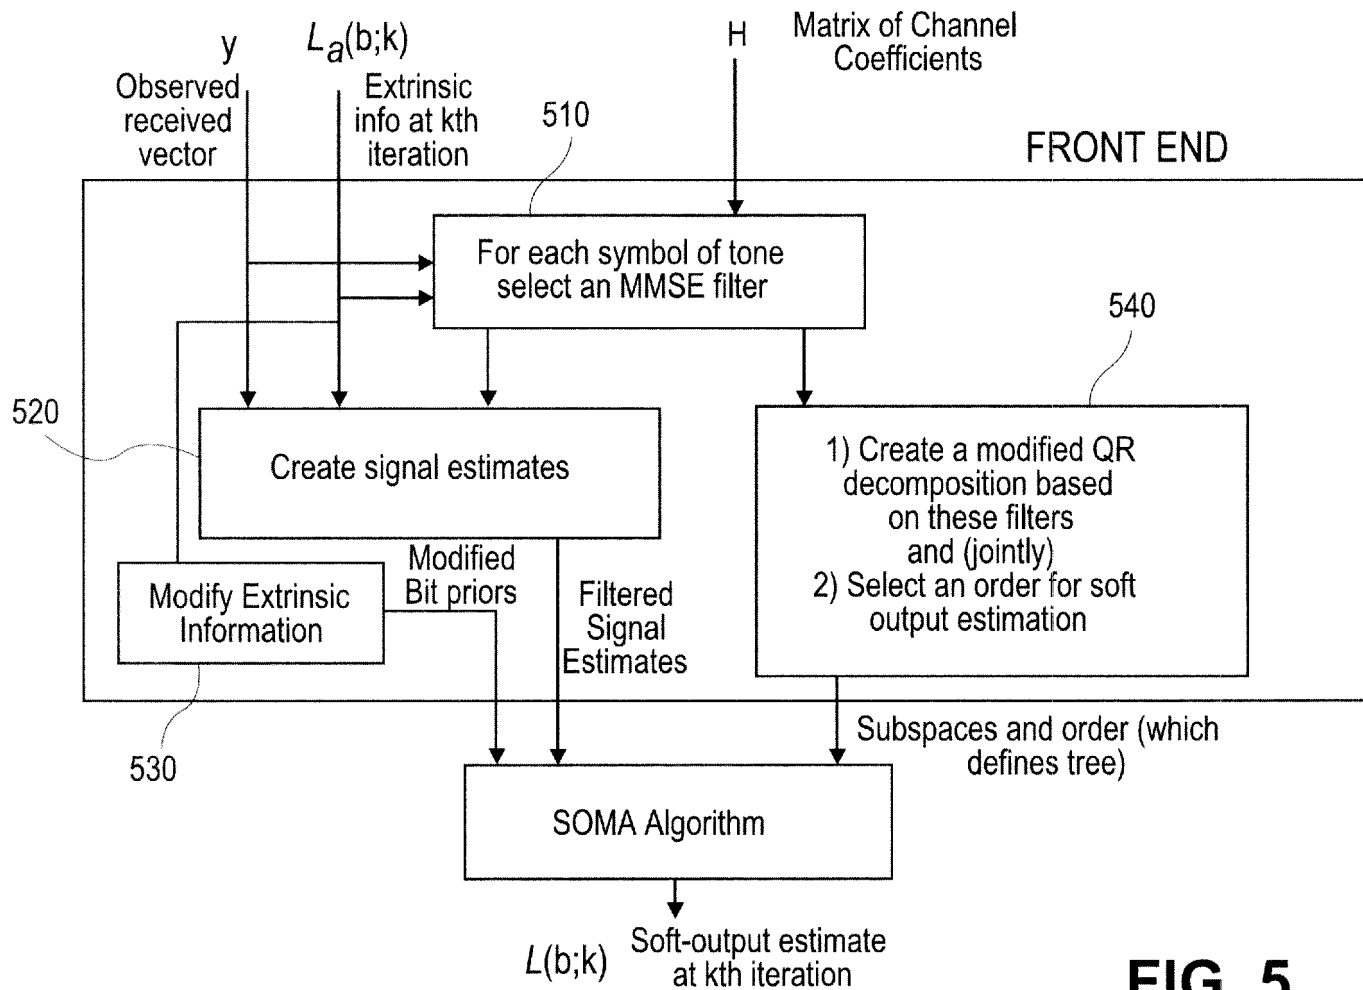 y
Lₐ(b;k)
H
Matrix of Channel
Coefficients
Observed
received
vector
Extrinsic
info at kth
iteration
510
FRONT END
For each symbol of tone
select an MMSE filter
540
520
Create signal estimates
1) Create a modified QR
decomposition based
on these filters
and (jointly)
2) Select an order for soft
output estimation
Modify Extrinsic
Information
Modified
Bit priors
Filtered
Signal
Estimates
530
Subspaces and order (which
defines tree)
SOMA Algorithm
L(b;k)
Soft-output estimate
at kth iteration
FIG. 5